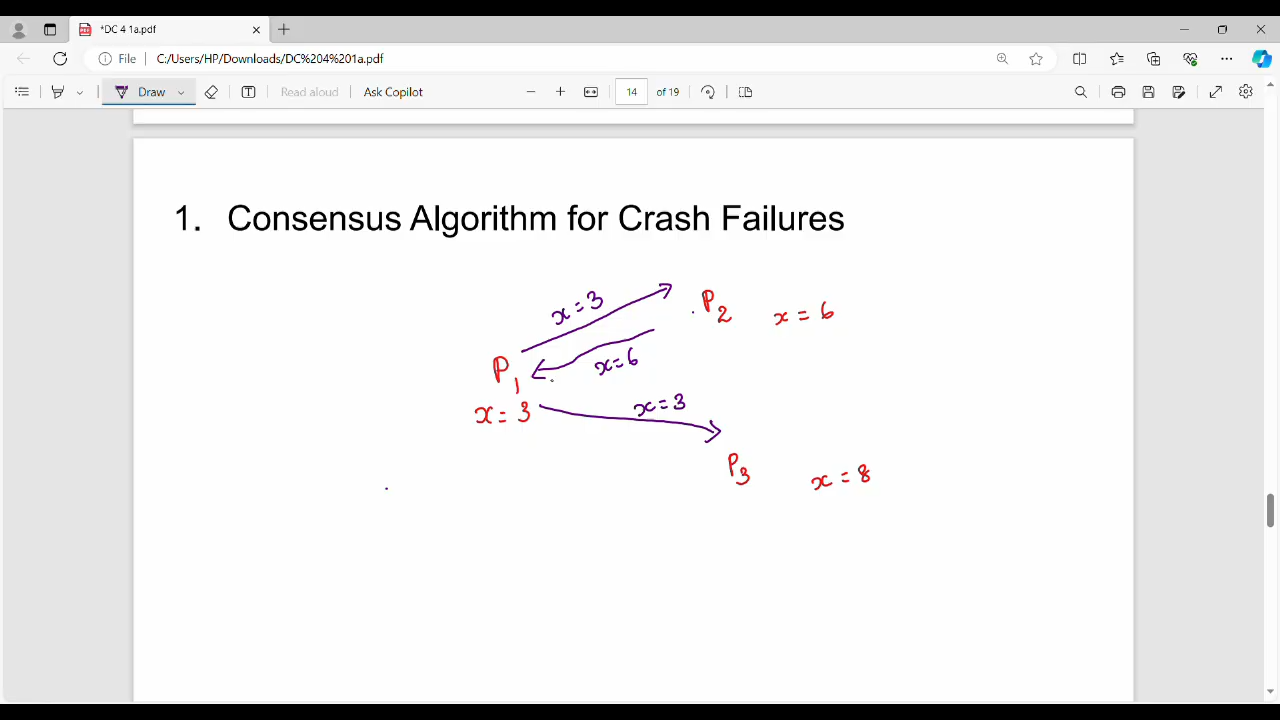 *DC 4 1a.pdf
File C:/Users/HP/Downloads/DC%204%201a.pdf
Draw Read aloud Ask Copilot 14 of 19
1. Consensus Algorithm for Crash Failures
x = 3
P2 x = 6
x = 6
P1
x = 3
x = 3
P3 x = 8